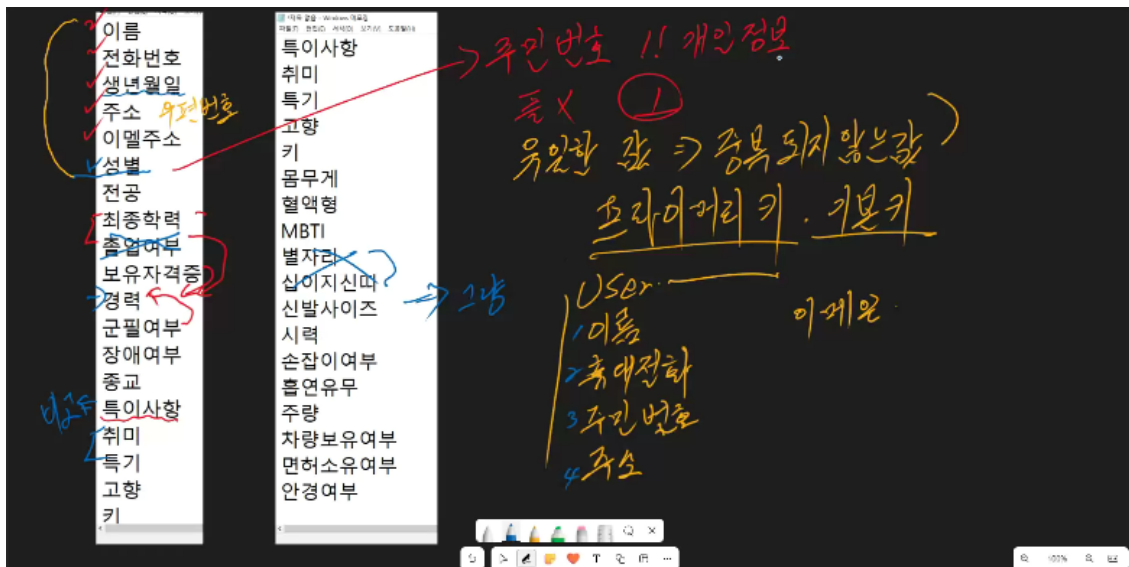 이름
전화번호
생년월일
주소 우편번호
이멜주소
성별
전공
최종학력
졸업여부
보유자격증
경력
군필여부
장애여부
종교
특이사항
취미
특기
고향
키
특이사항
취미
특기
고향
키
몸무게
혈액형
MBTI
별자리
십이지신띠
신발사이즈
시력
손잡이여부
흡연유무
주량
차량보유여부
면허소유여부
안경여부
주민번호 !! 개인정보
플 X 1
유일한 값 => 중복되지 않는값
프라이머리 키 . 기본키
그냥
User
1 이름
2 휴대전화
3 주민번호
4 주소
이메일
T
100%